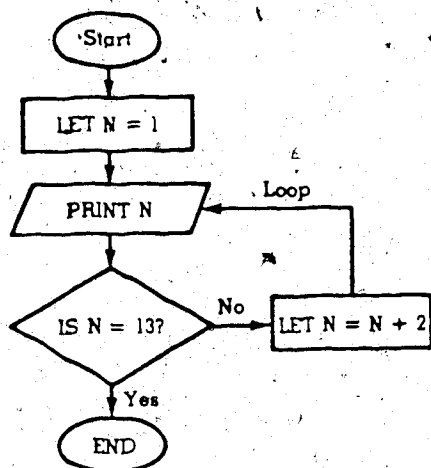 Start
LET N = 1
Loop
PRINT N
IS N = 13?
No
LET N = N + 2
Yes
END